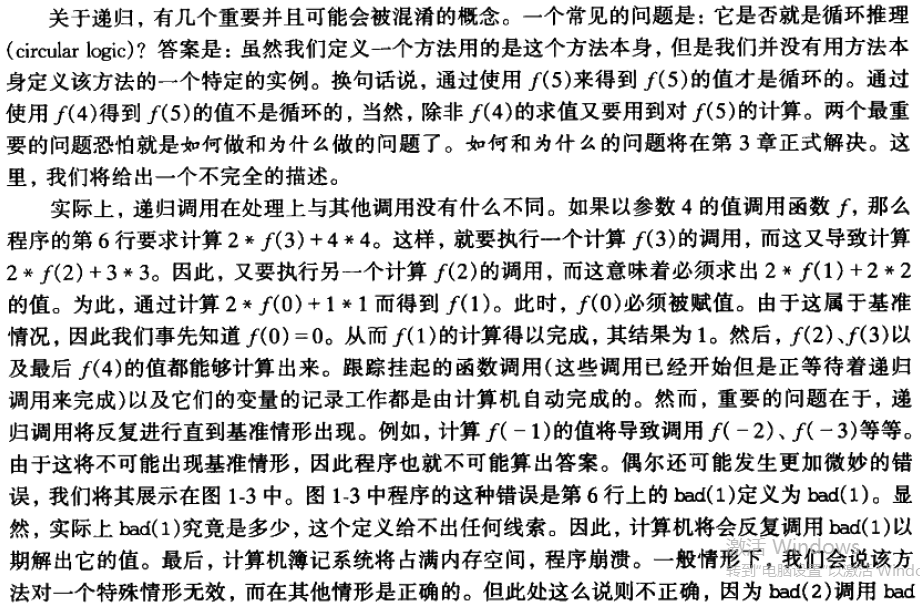 关于递归，有几个重要并且可能会被混淆的概念。一个常见的问题是：它是否就是循环推理
(circular logic)？答案是：虽然我们定义一个方法用的是这个方法本身，但是我们并没有用方法本
身定义该方法的一个特定的实例。换句话说，通过使用 f(5)来得到 f(5)的值才是循环的。通过
使用 f(4)得到 f(5)的值不是循环的，当然，除非 f(4)的求值又要用到对 f(5)的计算。两个最重
要的问题恐怕就是如何做和为什么做的问题了。如何和为什么的问题将在第 3 章正式解决。这
里，我们将给出一个不完全的描述。
实际上，递归调用在处理上与其他调用没有什么不同。如果以参数 4 的值调用函数 f，那么
程序的第 6 行要求计算 2 * f(3) + 4 * 4。这样，就要执行一个计算 f(3)的调用，而这又导致计算
2 * f(2) + 3 * 3。因此，又要执行另一个计算 f(2)的调用，而这意味着必须求出 2 * f(1) + 2 * 2
的值。为此，通过计算 2 * f(0) + 1 * 1 而得到 f(1)。此时，f(0)必须被赋值。由于这属于基准
情况，因此我们事先知道 f(0) = 0。从而 f(1)的计算得以完成，其结果为 1。然后，f(2)、f(3)以
及最后 f(4)的值都能够计算出来。跟踪挂起的函数调用(这些调用已经开始但是正等待着递归
调用来完成)以及它们的变量的记录工作都是由计算机自动完成的。然而，重要的问题在于，递
归调用将反复进行直到基准情形出现。例如，计算 f(-1)的值将导致调用 f(-2)、f(-3)等等。
由于这将不可能出现基准情形，因此程序也就不可能算出答案。偶尔还可能发生更加微妙的错
误，我们将其展示在图 1-3 中。图 1-3 中程序的这种错误是第 6 行上的 bad(1)定义为 bad(1)。显
然，实际上 bad(1)究竟是多少，这个定义给不出任何线索。因此，计算机将会反复调用 bad(1)以
期解出它的值。最后，计算机簿记系统将占满内存空间，程序崩溃。一般情形下，我们会说该方
法对一个特殊情形无效，而在其他情形是正确的。但此处这么说则不正确，因为 bad(2)调用 bad
激活 Windows
转到"电脑设置"以激活 Windo